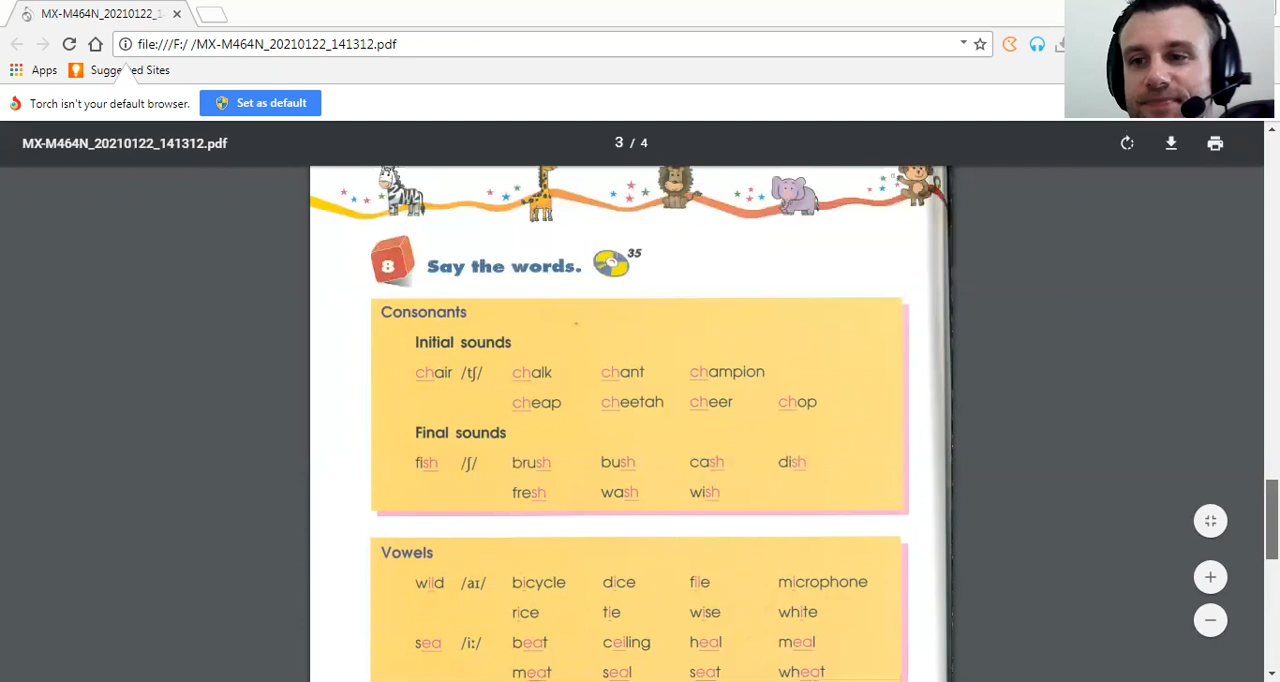 MX-M464N_20210122_1
file:///F:/ /MX-M464N_20210122_141312.pdf
Apps Suggested Sites
Torch isn't your default browser. Set as default
MX-M464N_20210122_141312.pdf 3 / 4
8 Say the words. 35
Consonants
Initial sounds
chair /tʃ/ chalk chant champion
cheap cheetah cheer chop
Final sounds
fish /ʃ/ brush bush cash dish
fresh wash wish
Vowels
wild /aɪ/ bicycle dice file microphone
rice tie wise white
sea /i:/ beat ceiling heal meal
meat seal seat wheat